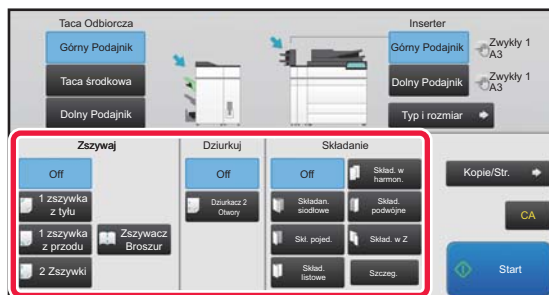 Taca Odbiorcza
Inserter
Górny Podajnik
Górny Podajnik
Zwykły 1
A3
Taca środkowa
Dolny Podajnik
Zwykły 1
A3
Dolny Podajnik
Typ i rozmiar
Zszywaj
Dziurkuj
Składanie
Off
Off
Off
Skład. w
harmon.
Kopie/Str.
1 zszywka
z tyłu
Dziurkacz 2
Otwory
Składan.
siodłowe
Skład.
podwójne
CA
1 zszywka
z przodu
Zszywacz
Broszur
Skł. pojed.
Skład. w Z
2 Zszywki
Skład.
listowe
Szczeg.
Start